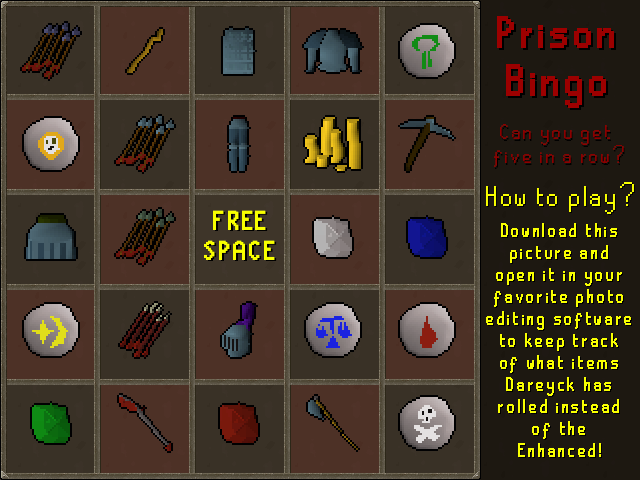 FREE
SPACE
Prison
Bingo
Can you get
five in a row?
How to play?
Download this
picture and
open it in your
favorite photo
editing software
to keep track
of what items
Dareyck has
rolled instead
of the
Enhanced!